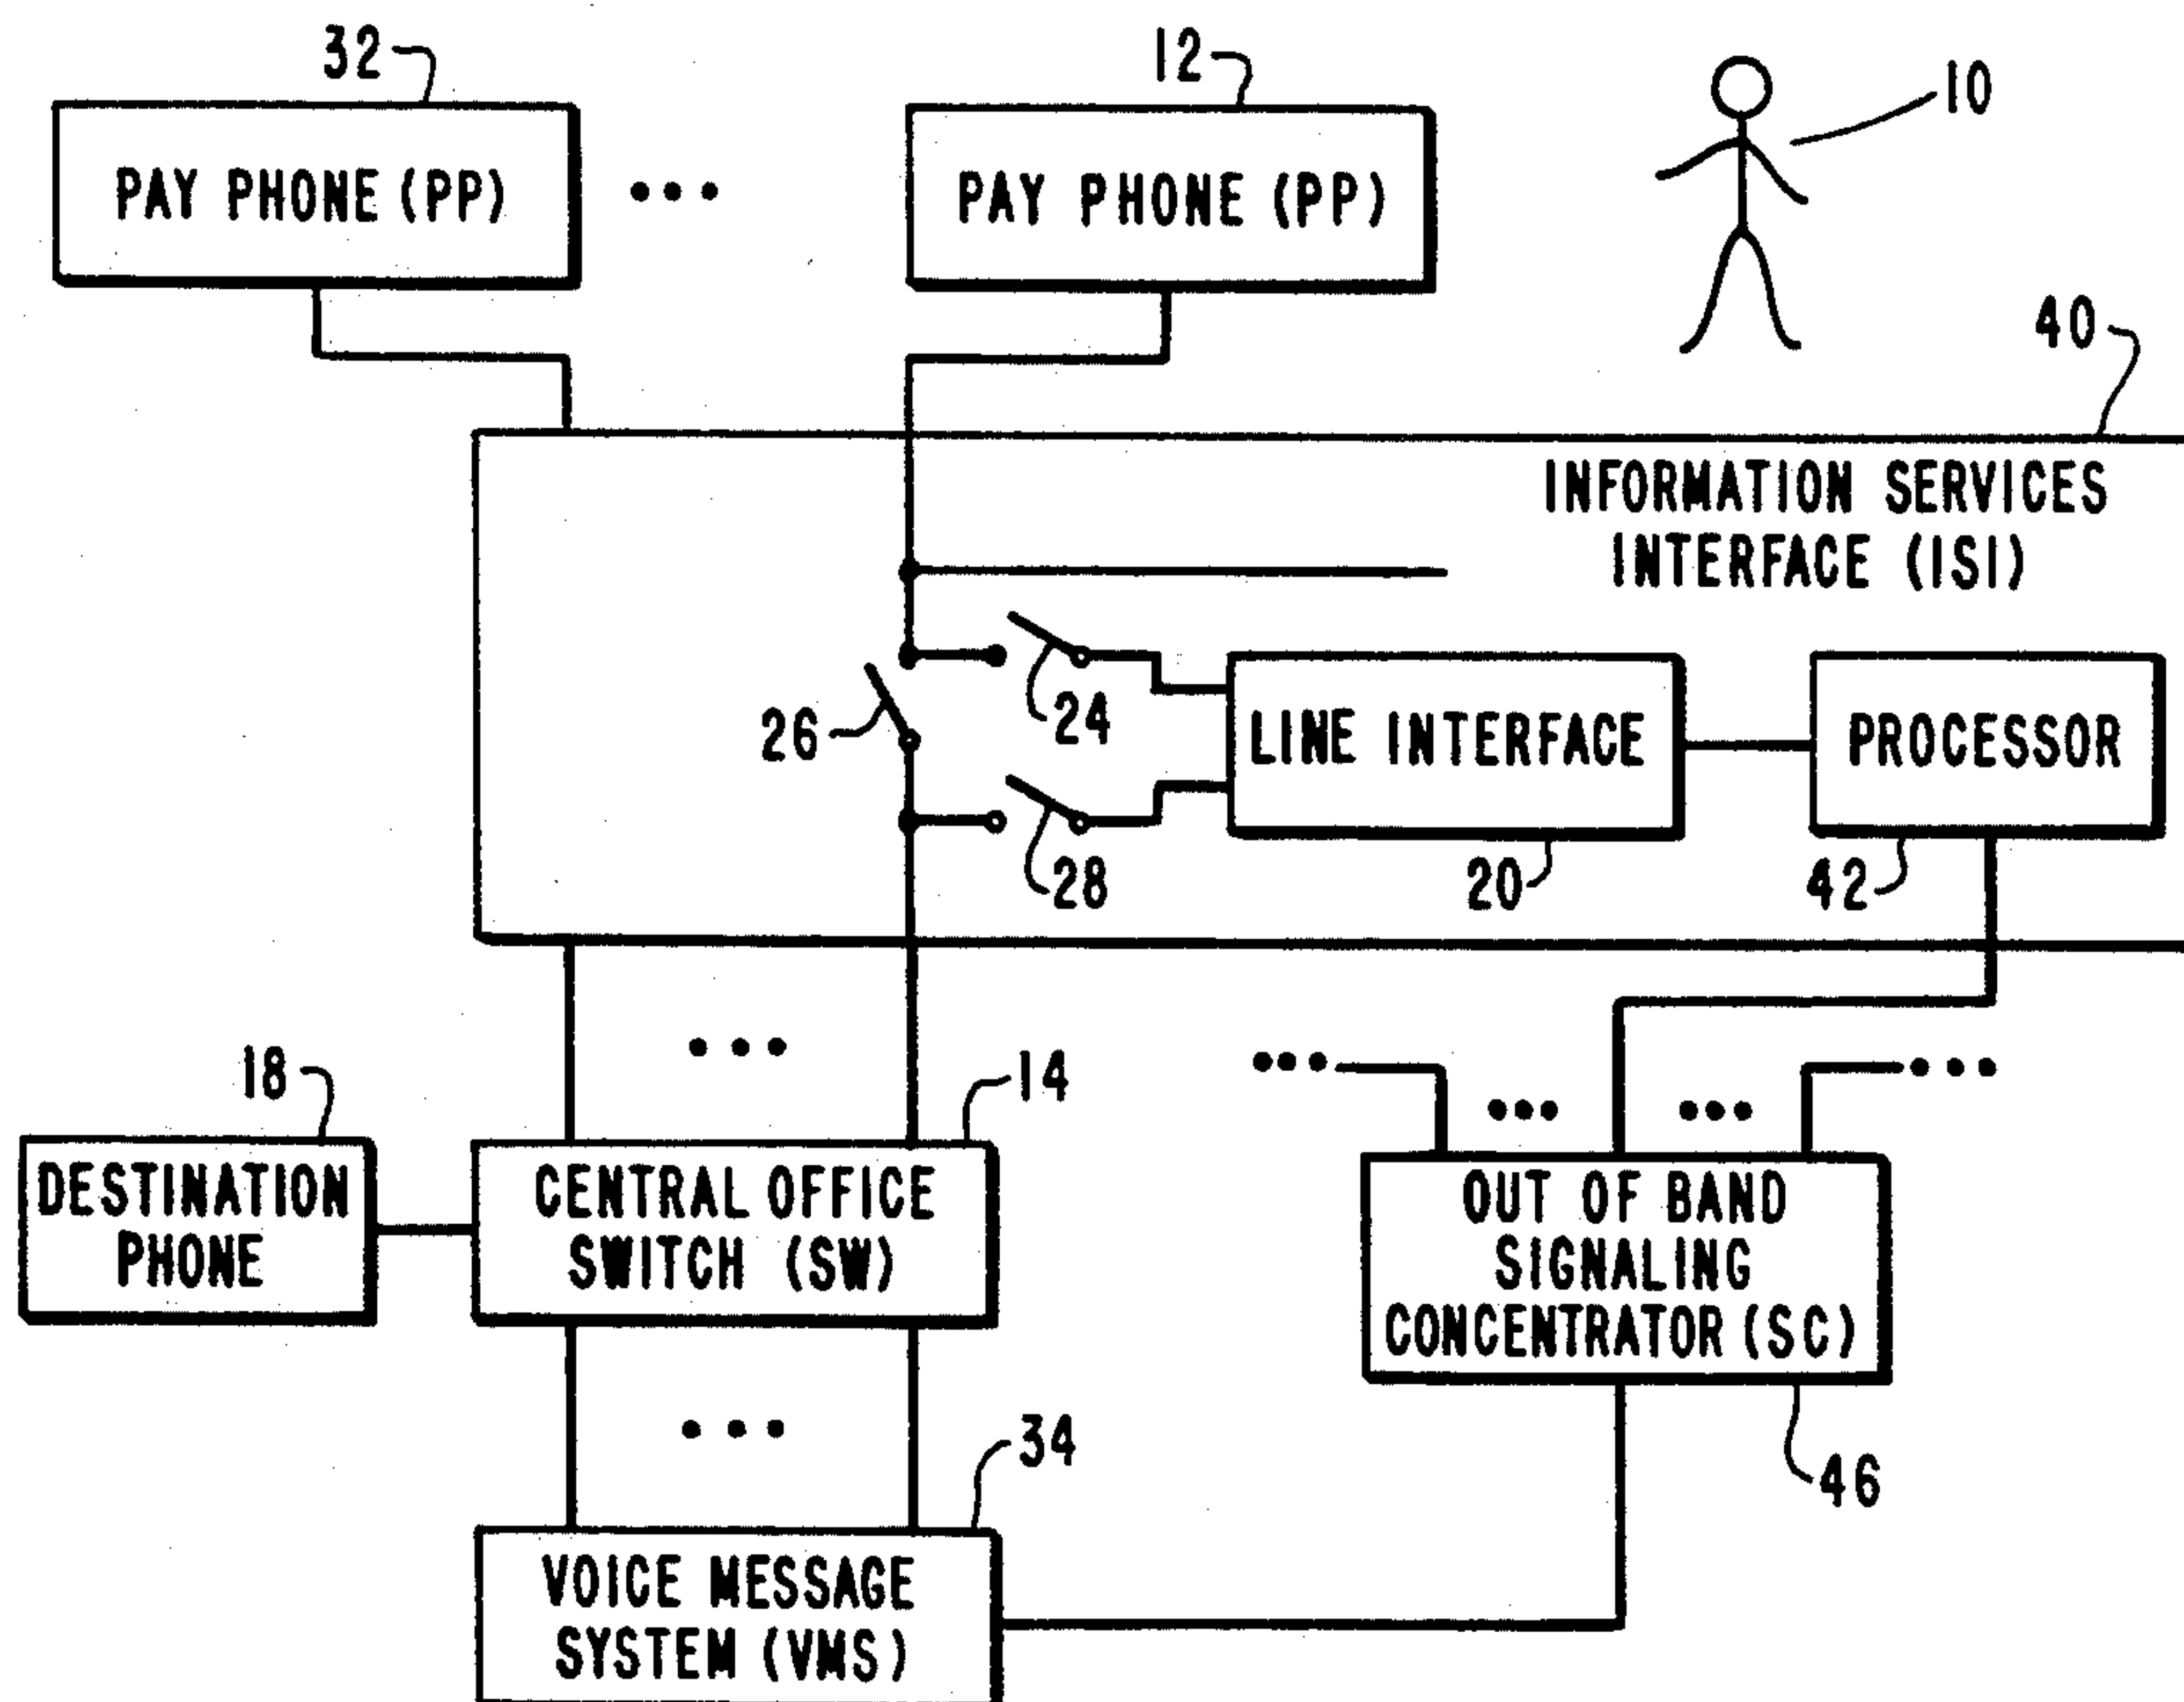 32
12
10
PAY PHONE (PP)
PAY PHONE (PP)
40
INFORMATION SERVICES
INTERFACE (ISI)
24
26
LINE INTERFACE
PROCESSOR
28
20
42
18
14
DESTINATION
PHONE
CENTRAL OFFICE
SWITCH (SW)
OUT OF BAND
SIGNALING
CONCENTRATOR (SC)
34
46
VOICE MESSAGE
SYSTEM (VMS)